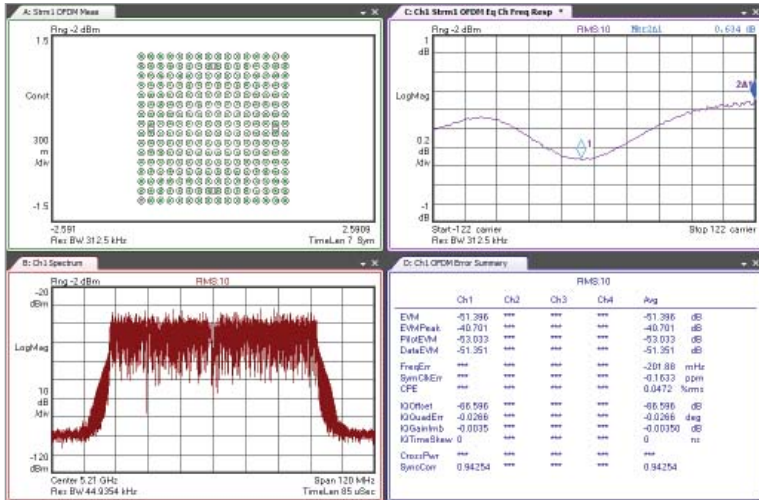 A: Strm1 OFDM Meas
Rng -2 dBm
1.5
Const
300
m
/div
-1.5
-2.591
2.5909
Res BW 312.5 kHz
TimeLen 7 Sym
C: Ch1 Strm1 OFDM Eq Ch Freq Resp *
Rng -2 dBm
RMS:10
0.634 dB
1
dB
2Δ1
LogMag
1
0.2
dB
/div
-1
dB
Start -122 carrier
Stop 122 carrier
Res BW 312.5 kHz
B: Ch1 Spectrum
Rng -2 dBm
RMS:10
-20
dBm
LogMag
10
dB
/div
-120
dBm
Center 5.21 GHz
Span 120 MHz
Res BW 44.9354 kHz
TimeLen 85 uSec
D: Ch1 OFDM Error Summary
RMS:10
Ch1 Ch2 Ch3 Ch4 Avg
EVM -51.396 *** *** *** -51.396 dB
EVMPeak -40.701 *** *** *** -40.701 dB
PilotEVM -53.033 *** *** *** -53.033 dB
DataEVM -51.351 *** *** *** -51.351 dB
FreqErr *** *** *** *** -201.88 mHz
SymClkErr *** *** *** *** -0.1633 ppm
CPE *** *** *** *** 0.0472 %rms
IQOffset -66.596 *** *** *** -66.596 dB
IQQuadErr -0.0266 *** *** *** -0.0266 deg
IQGainImb -0.0035 *** *** *** -0.00350 dB
IQTimeSkew 0 *** *** *** 0 ns
CrossPwr *** *** *** *** ***
SyncCorr 0.94254 *** *** *** 0.94254